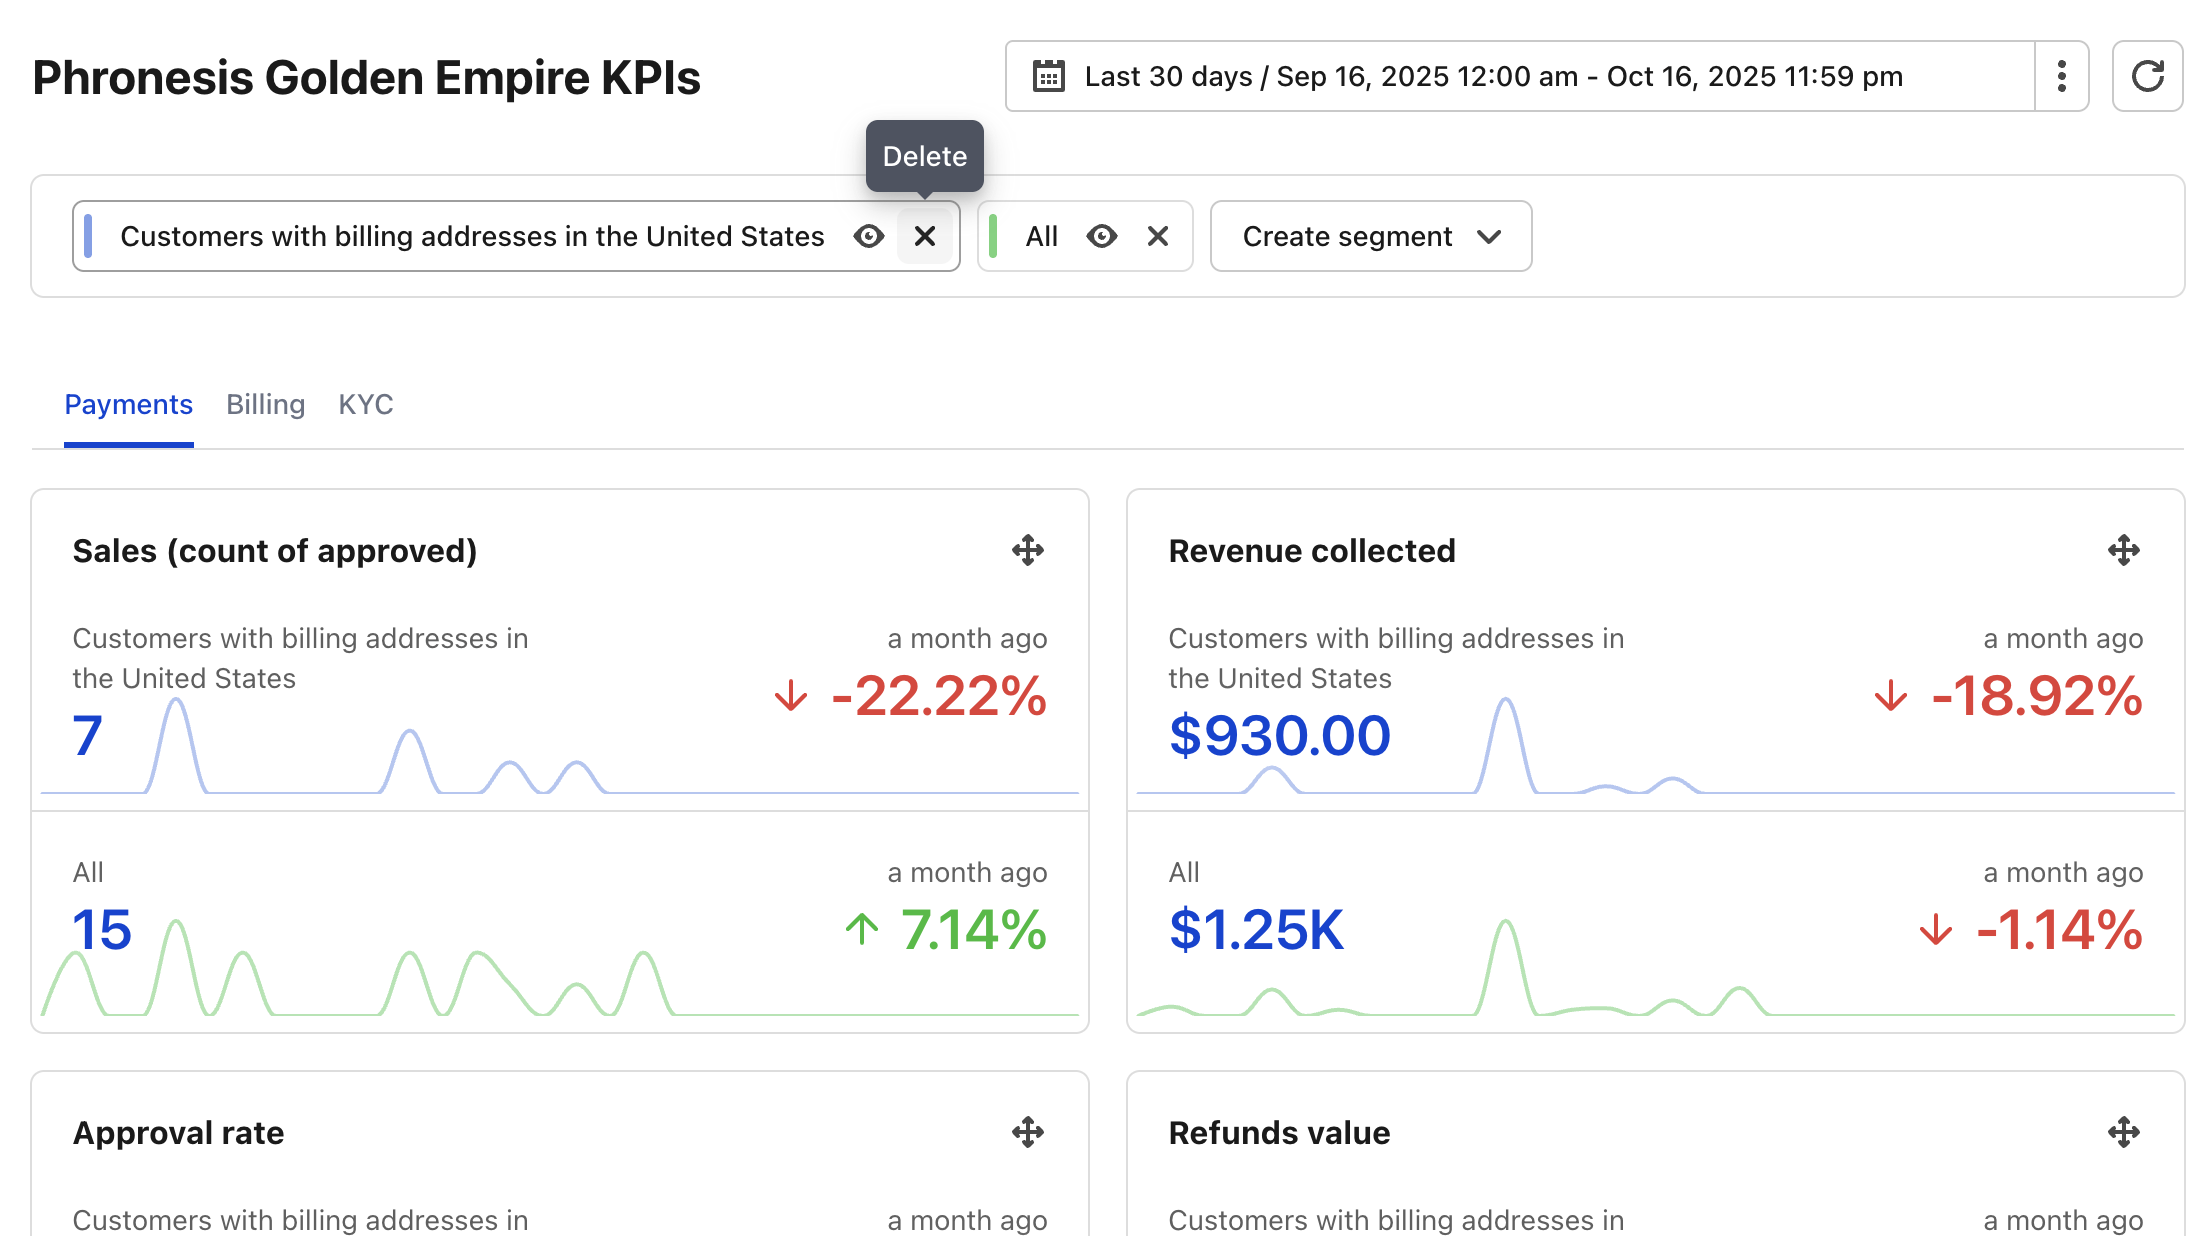 Phronesis Golden Empire KPIs
Last 30 days / Sep 16, 2025 12:00 am - Oct 16, 2025 11:59 pm
Delete
Customers with billing addresses in the United States
All
Create segment
Payments
Billing
KYC
Sales (count of approved)
Customers with billing addresses in
the United States
7
a month ago
-22.22%
All
15
a month ago
7.14%
Revenue collected
Customers with billing addresses in
the United States
$930.00
a month ago
-18.92%
All
$1.25K
a month ago
-1.14%
Approval rate
Customers with billing addresses in
a month ago
Refunds value
Customers with billing addresses in
a month ago